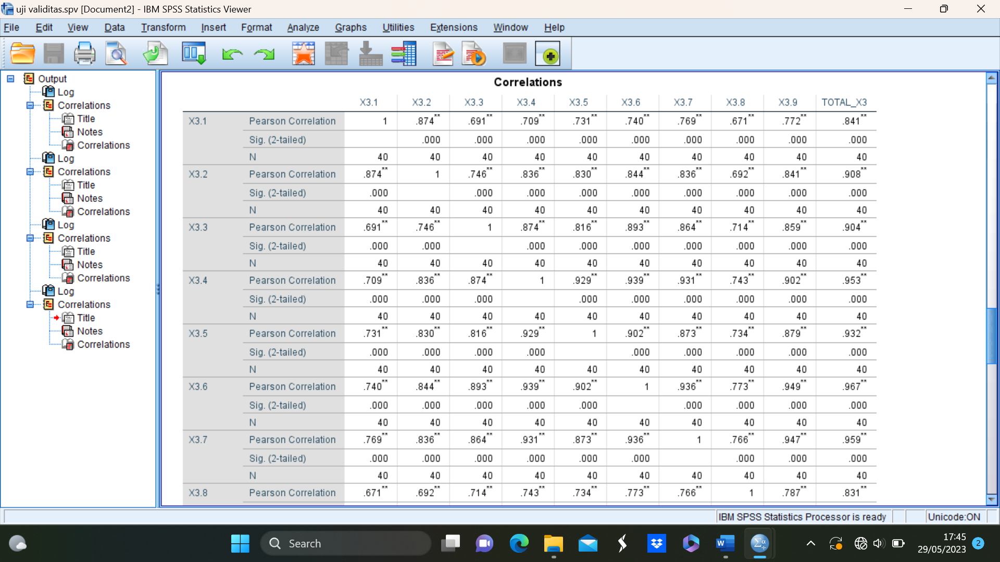 uji validitas.spv [Document2] - IBM SPSS Statistics Viewer
File Edit View Data Transform Insert Format Analyze Graphs Utilities Extensions Window Help
Output
Log
Correlations
Title
Notes
Correlations
Log
Correlations
Title
Notes
Correlations
Log
Correlations
Title
Notes
Correlations
Log
Correlations
Title
Notes
Correlations
Correlations
X3.1 X3.2 X3.3 X3.4 X3.5 X3.6 X3.7 X3.8 X3.9 TOTAL_X3
X3.1 Pearson Correlation 1 .874** .691** .709** .731** .740** .769** .671** .772** .841**
Sig. (2-tailed) .000 .000 .000 .000 .000 .000 .000 .000 .000
N 40 40 40 40 40 40 40 40 40 40
X3.2 Pearson Correlation .874** 1 .746** .836** .830** .844** .836** .692** .841** .908**
Sig. (2-tailed) .000 .000 .000 .000 .000 .000 .000 .000 .000
N 40 40 40 40 40 40 40 40 40 40
X3.3 Pearson Correlation .691** .746** 1 .874** .816** .893** .864** .714** .859** .904**
Sig. (2-tailed) .000 .000 .000 .000 .000 .000 .000 .000 .000
N 40 40 40 40 40 40 40 40 40 40
X3.4 Pearson Correlation .709** .836** .874** 1 .929** .939** .931** .743** .902** .953**
Sig. (2-tailed) .000 .000 .000 .000 .000 .000 .000 .000 .000
N 40 40 40 40 40 40 40 40 40 40
X3.5 Pearson Correlation .731** .830** .816** .929** 1 .902** .873** .734** .879** .932**
Sig. (2-tailed) .000 .000 .000 .000 .000 .000 .000 .000 .000
N 40 40 40 40 40 40 40 40 40 40
X3.6 Pearson Correlation .740** .844** .893** .939** .902** 1 .936** .773** .949** .967**
Sig. (2-tailed) .000 .000 .000 .000 .000 .000 .000 .000 .000
N 40 40 40 40 40 40 40 40 40 40
X3.7 Pearson Correlation .769** .836** .864** .931** .873** .936** 1 .766** .947** .959**
Sig. (2-tailed) .000 .000 .000 .000 .000 .000 .000 .000 .000
N 40 40 40 40 40 40 40 40 40 40
X3.8 Pearson Correlation .671** .692** .714** .743** .734** .773** .766** 1 .787** .831**
IBM SPSS Statistics Processor is ready Unicode:ON
Search
17:45
29/05/2023
2